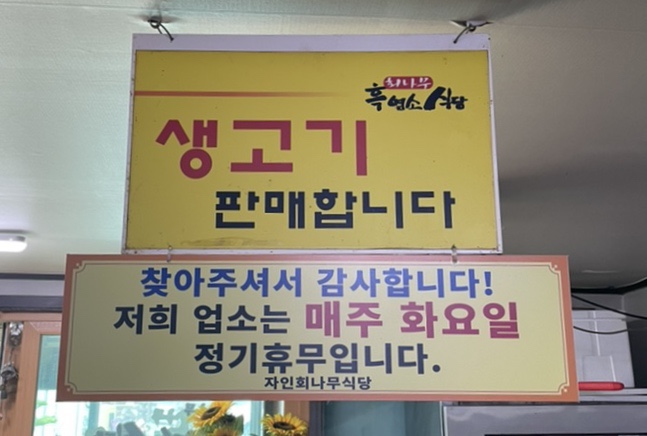 회나무
흑염소식당
생고기
판매합니다
찾아주셔서 감사합니다!
저희 업소는 매주 화요일
정기휴무입니다.
자인회나무식당